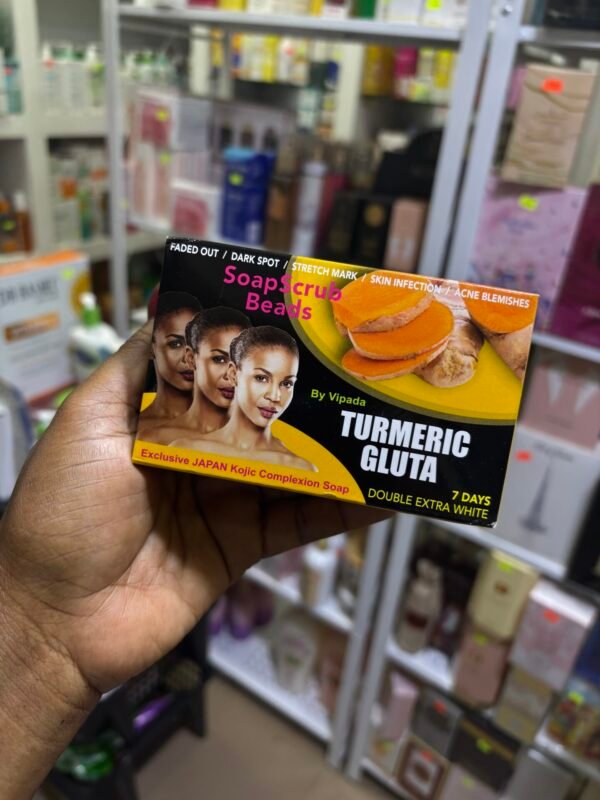 FADED OUT / DARK SPOT / STRETCH MARK / SKIN INFECTION / ACNE BLEMISHES
SoapScrub
Beads
By Vipada
TURMERIC
GLUTA
Exclusive JAPAN Kojic Complexion Soap
7 DAYS
DOUBLE EXTRA WHITE